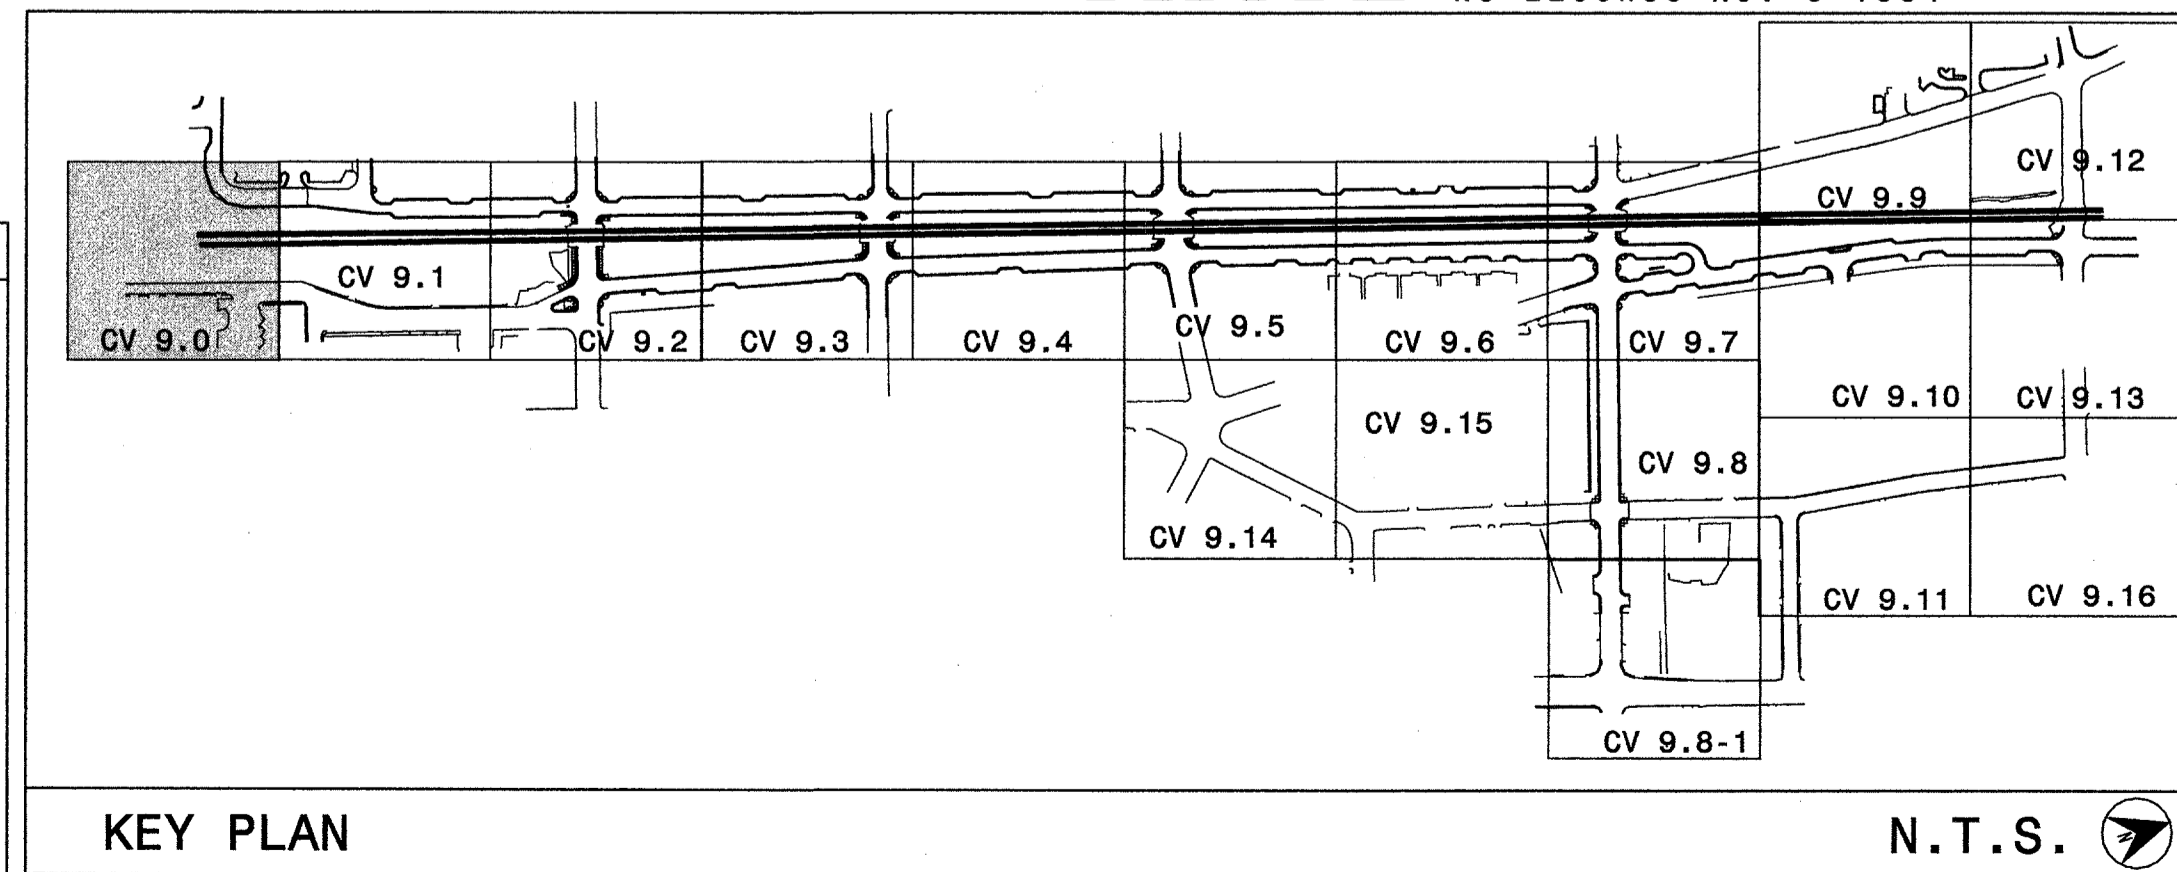 CV 9.12
CV 9.9
CV 9.1
CV 9.0
CV 9.2
CV 9.3
CV 9.4
CV 9.5
CV 9.6
CV 9.7
CV 9.10
CV 9.13
CV 9.15
CV 9.8
CV 9.14
CV 9.11
CV 9.16
CV 9.8-1
KEY PLAN
N.T.S.
N